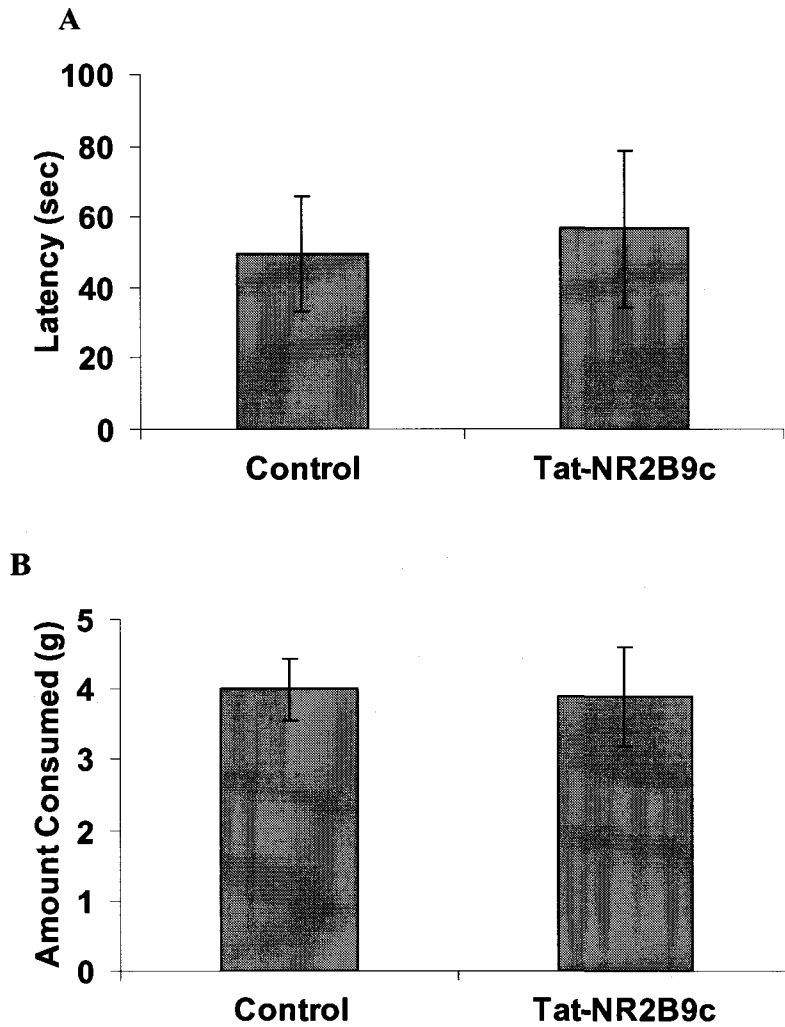 A
Latency (sec)
100
80
60
40
20
0
Control Tat-NR2B9c
B
Amount Consumed (g)
5
4
3
2
1
0
Control Tat-NR2B9c